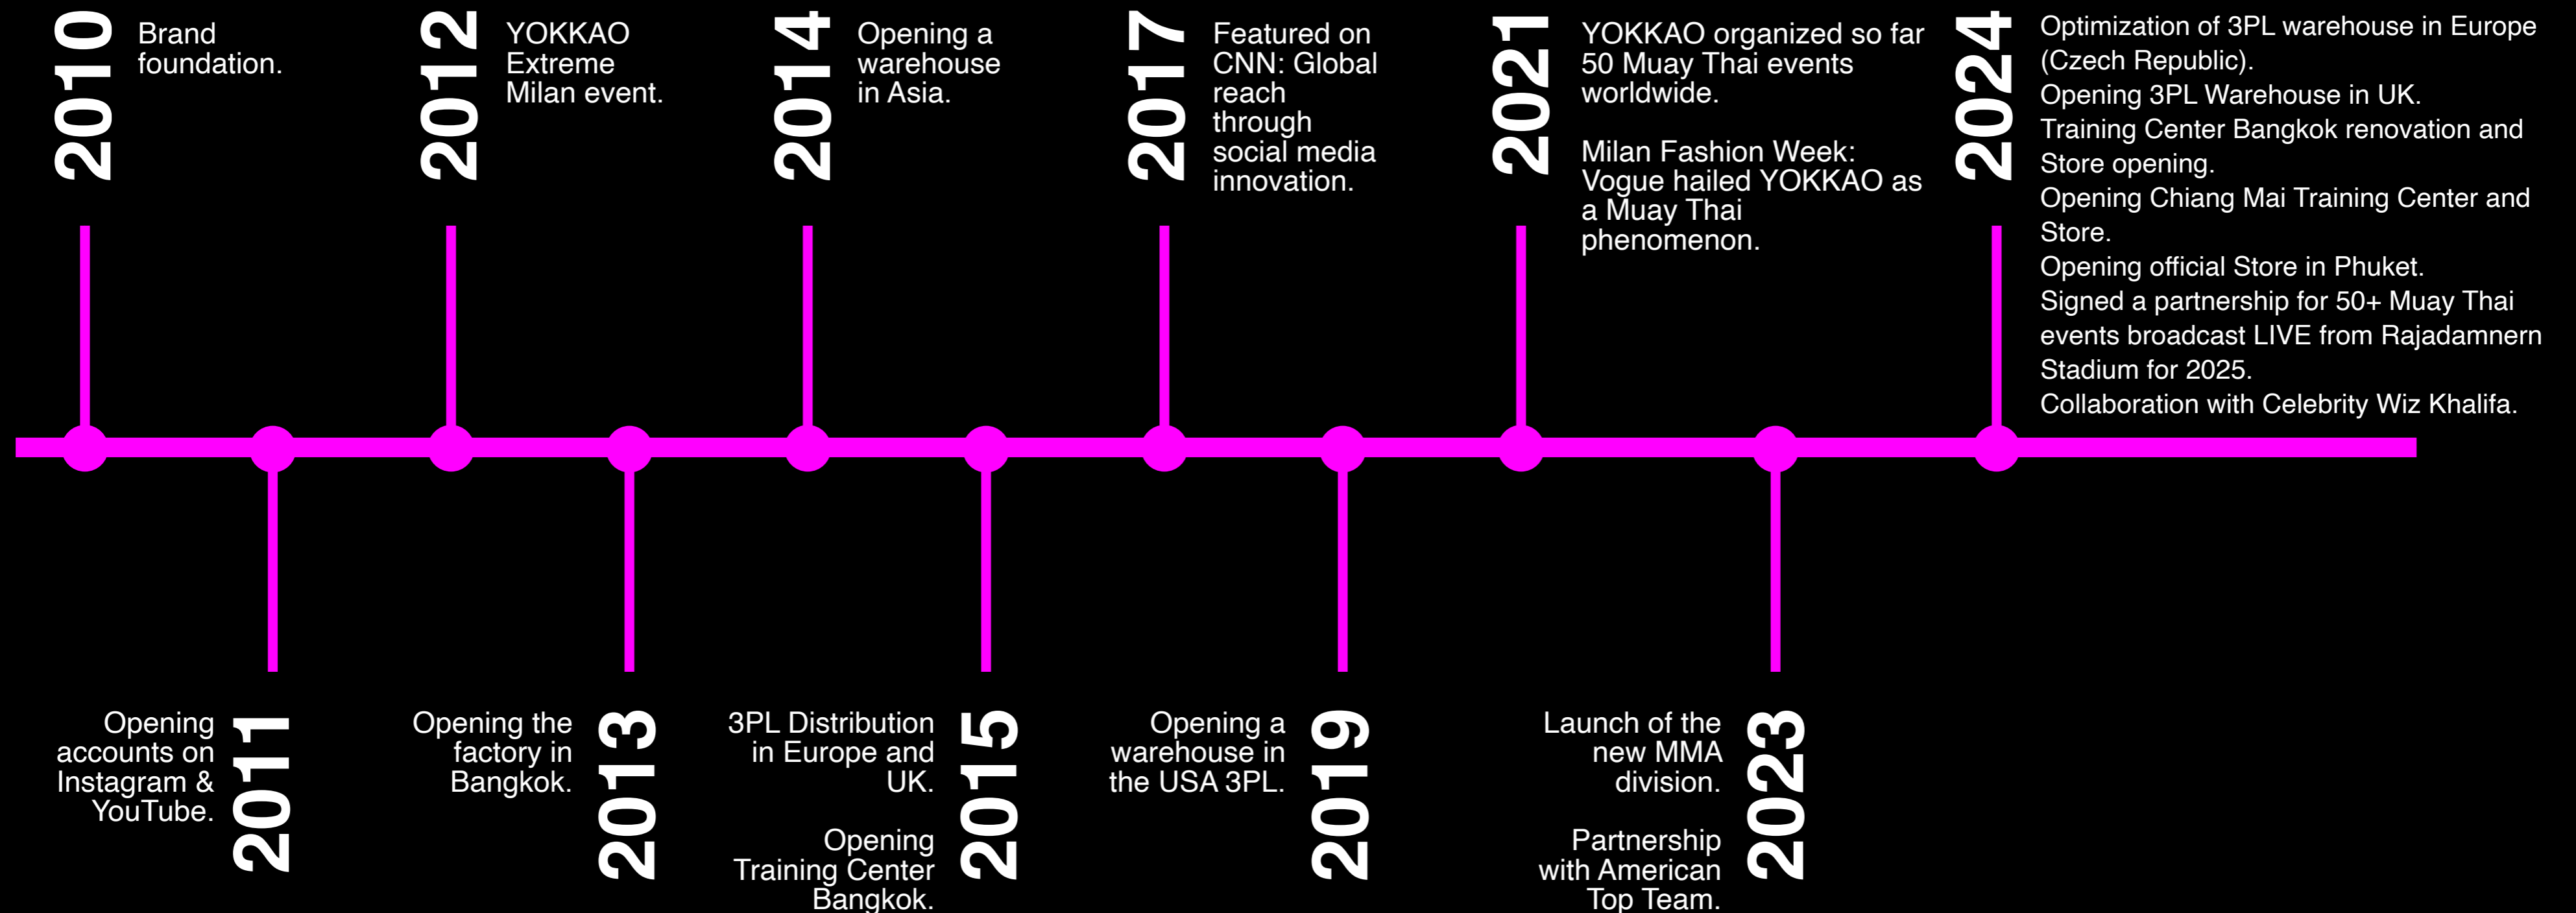 2010
Brand
foundation.
2012
YOKKAO
Extreme
Milan event.
2014
Opening a
warehouse
in Asia.
2017
Featured on
CNN: Global
reach
through
social media
innovation.
2021
YOKKAO organized so far
50 Muay Thai events
worldwide.
Milan Fashion Week:
Vogue hailed YOKKAO as
a Muay Thai
phenomenon.
2024
Optimization of 3PL warehouse in Europe
(Czech Republic).
Opening 3PL Warehouse in UK.
Training Center Bangkok renovation and
Store opening.
Opening Chiang Mai Training Center and
Store.
Opening official Store in Phuket.
Signed a partnership for 50+ Muay Thai
events broadcast LIVE from Rajadamnern
Stadium for 2025.
Collaboration with Celebrity Wiz Khalifa.
Opening
accounts on
Instagram &
YouTube.
2011
Opening the
factory in
Bangkok.
2013
3PL Distribution
in Europe and
UK.
Opening
Training Center
Bangkok.
2015
Opening a
warehouse in
the USA 3PL.
2019
Launch of the
new MMA
division.
Partnership
with American
Top Team.
2023